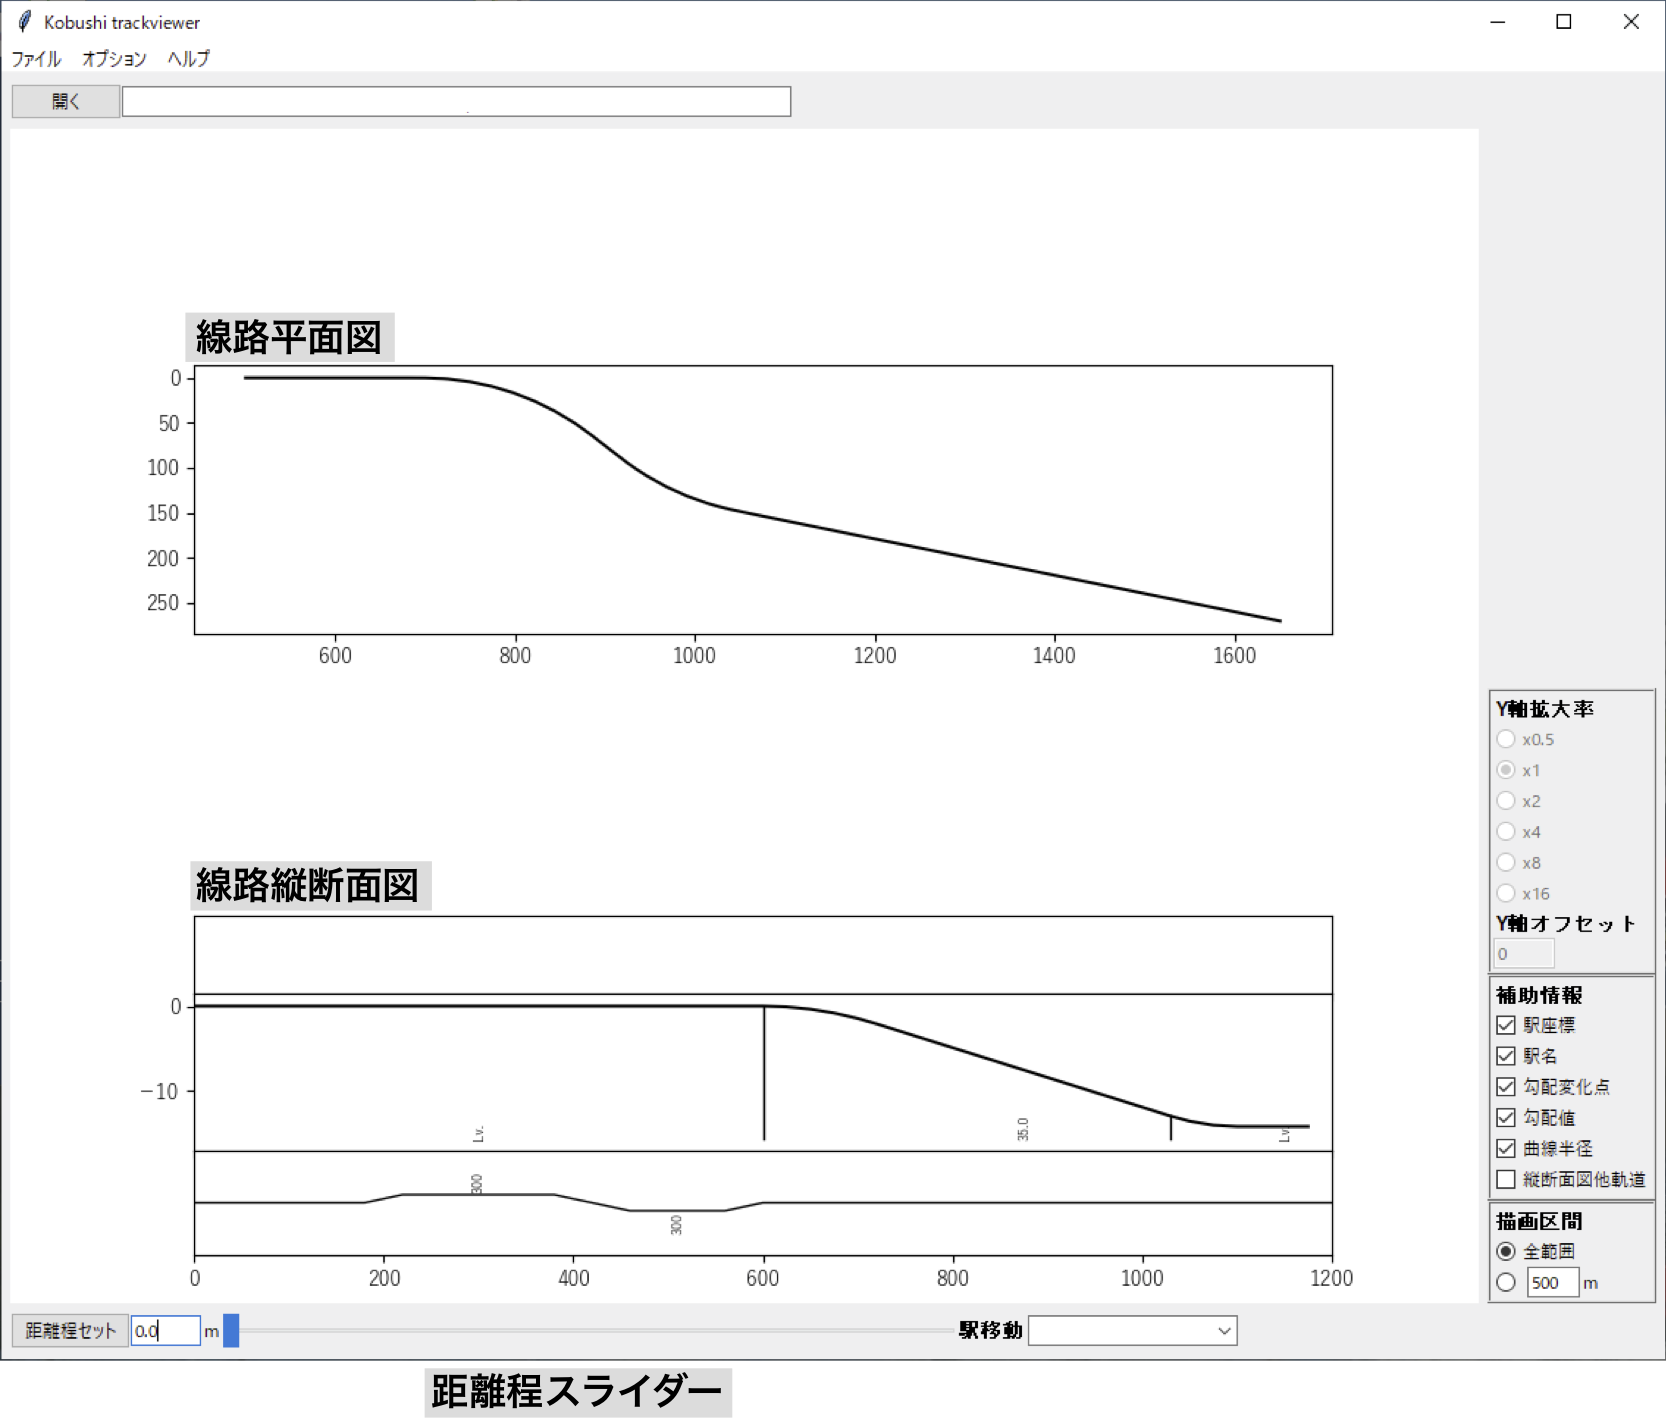 Kobushi trackviewer
ファイル オプション ヘルプ
開く
線路平面図
0
50
100
150
200
250
600 800 1000 1200 1400 1600
線路縦断面図
0
−10
Lv. 35.0 Lv.
300
300
0 200 400 600 800 1000 1200
Y軸拡大率
x0.5
x1
x2
x4
x8
x16
Y軸オフセット
0
補助情報
駅座標
駅名
勾配変化点
勾配値
曲線半径
縦断面図他軌道
描画区間
全範囲
500 m
距離程セット 0.0 m 駅移動
距離程スライダー